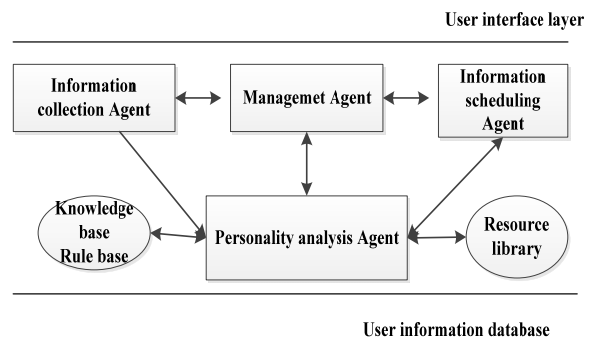 User interface layer
Information
collection Agent
Managemet Agent
Information
scheduling
Agent
Knowledge
base
Rule base
Personality analysis Agent
Resource
library
User information database